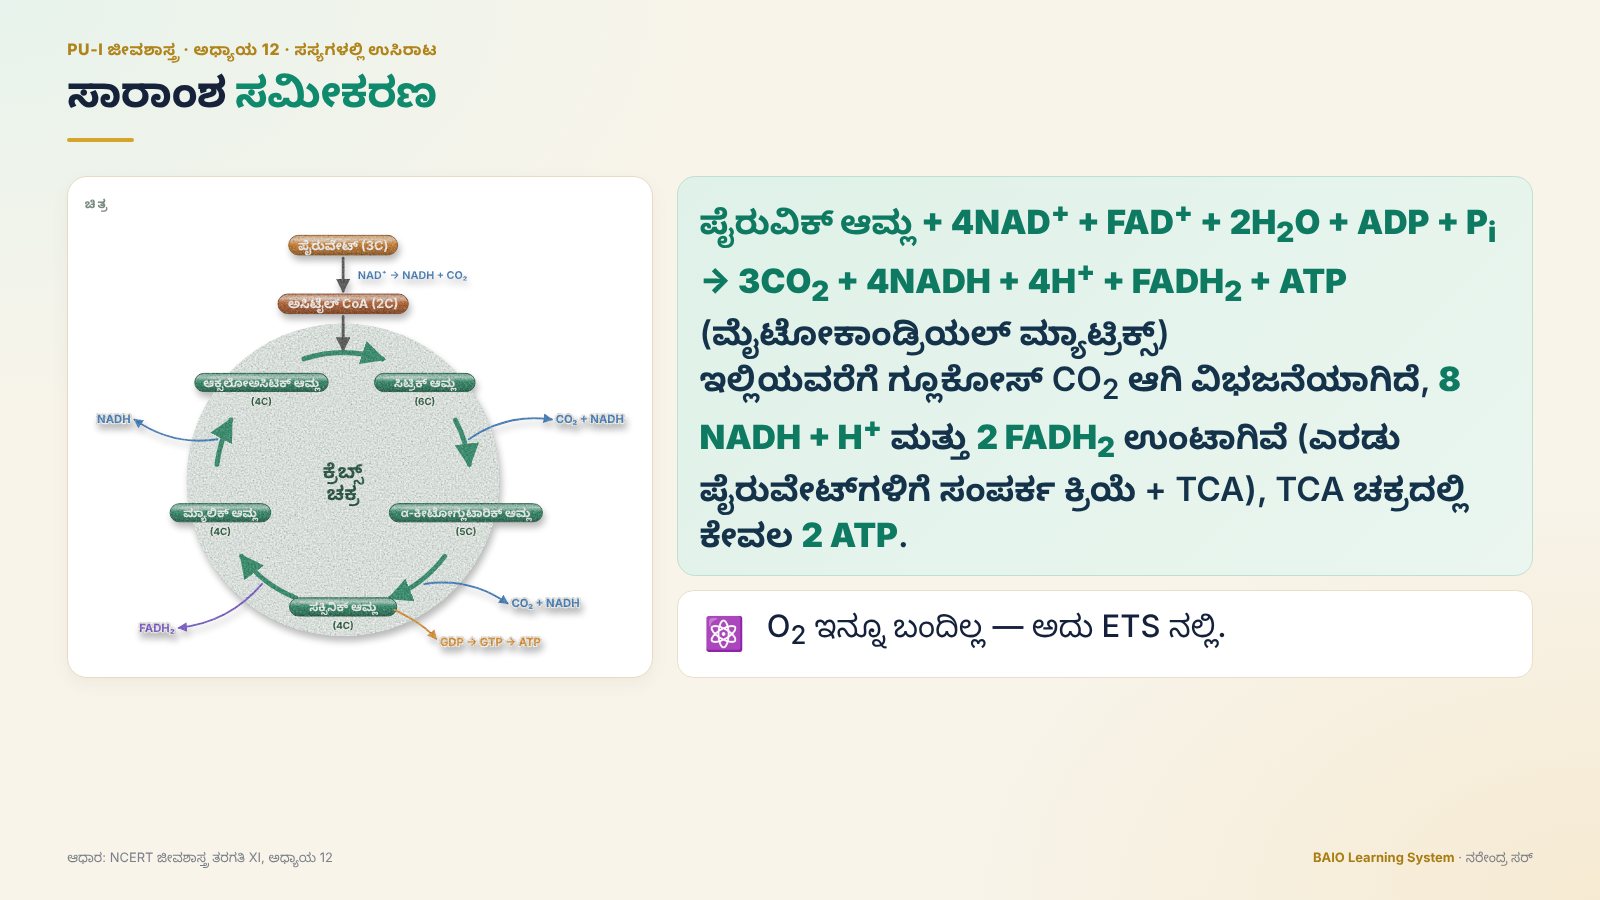 PU-I ಜೀವಶಾಸ್ತ್ರ · ಅಧ್ಯಾಯ 12 · ಸಸ್ಯಗಳಲ್ಲಿ ಉಸಿರಾಟ
ಸಾರಾಂಶ ಸಮೀಕರಣ
ಚಿತ್ರ
ಪೈರುವೇಟ್ (3C)
NAD⁺ → NADH + CO₂
ಅಸಿಟೈಲ್ CoA (2C)
ಆಕ್ಸಲೋಅಸಿಟಿಕ್ ಆಮ್ಲ
(4C)
ಸಿಟ್ರಿಕ್ ಆಮ್ಲ
(6C)
NADH
CO₂ + NADH
ಕ್ರೆಬ್ಸ್
ಚಕ್ರ
ಮ್ಯಾಲಿಕ್ ಆಮ್ಲ
(4C)
α-ಕೀಟೋಗ್ಲುಟಾರಿಕ್ ಆಮ್ಲ
(5C)
ಸಕ್ಸಿನಿಕ್ ಆಮ್ಲ
(4C)
CO₂ + NADH
FADH₂
GDP → GTP → ATP
ಪೈರುವಿಕ್ ಆಮ್ಲ + 4NAD⁺ + FAD⁺ + 2H₂O + ADP + Pᵢ
→ 3CO₂ + 4NADH + 4H⁺ + FADH₂ + ATP
(ಮೈಟೋಕಾಂಡ್ರಿಯಲ್ ಮ್ಯಾಟ್ರಿಕ್ಸ್)
ಇಲ್ಲಿಯವರೆಗೆ ಗ್ಲೂಕೋಸ್ CO₂ ಆಗಿ ವಿಭಜನೆಯಾಗಿದೆ, 8
NADH + H⁺ ಮತ್ತು 2 FADH₂ ಉಂಟಾಗಿವೆ (ಎರಡು
ಪೈರುವೇಟ್‌ಗಳಿಗೆ ಸಂಪರ್ಕ ಕ್ರಿಯೆ + TCA), TCA ಚಕ್ರದಲ್ಲಿ
ಕೇವಲ 2 ATP.
O₂ ಇನ್ನೂ ಬಂದಿಲ್ಲ — ಅದು ETS ನಲ್ಲಿ.
ಆಧಾರ: NCERT ಜೀವಶಾಸ್ತ್ರ ತರಗತಿ XI, ಅಧ್ಯಾಯ 12
BAIO Learning System · ನರೇಂದ್ರ ಸರ್